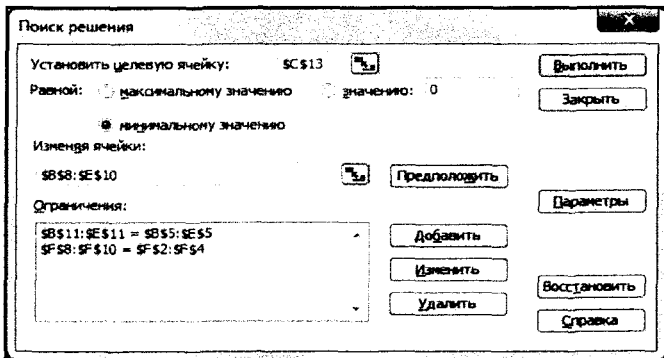 Поиск решения
Установить целевую ячейку: $C$13
Выполнить
Равной: максимальному значению значению: 0
Закрыть
минимальному значению
Изменяя ячейки:
$B$8:$E$10
Предположить
Параметры
Ограничения:
$B$11:$E$11 = $B$5:$E$5
$F$8:$F$10 = $F$2:$F$4
Добавить
Изменить
Удалить
Восстановить
Справка